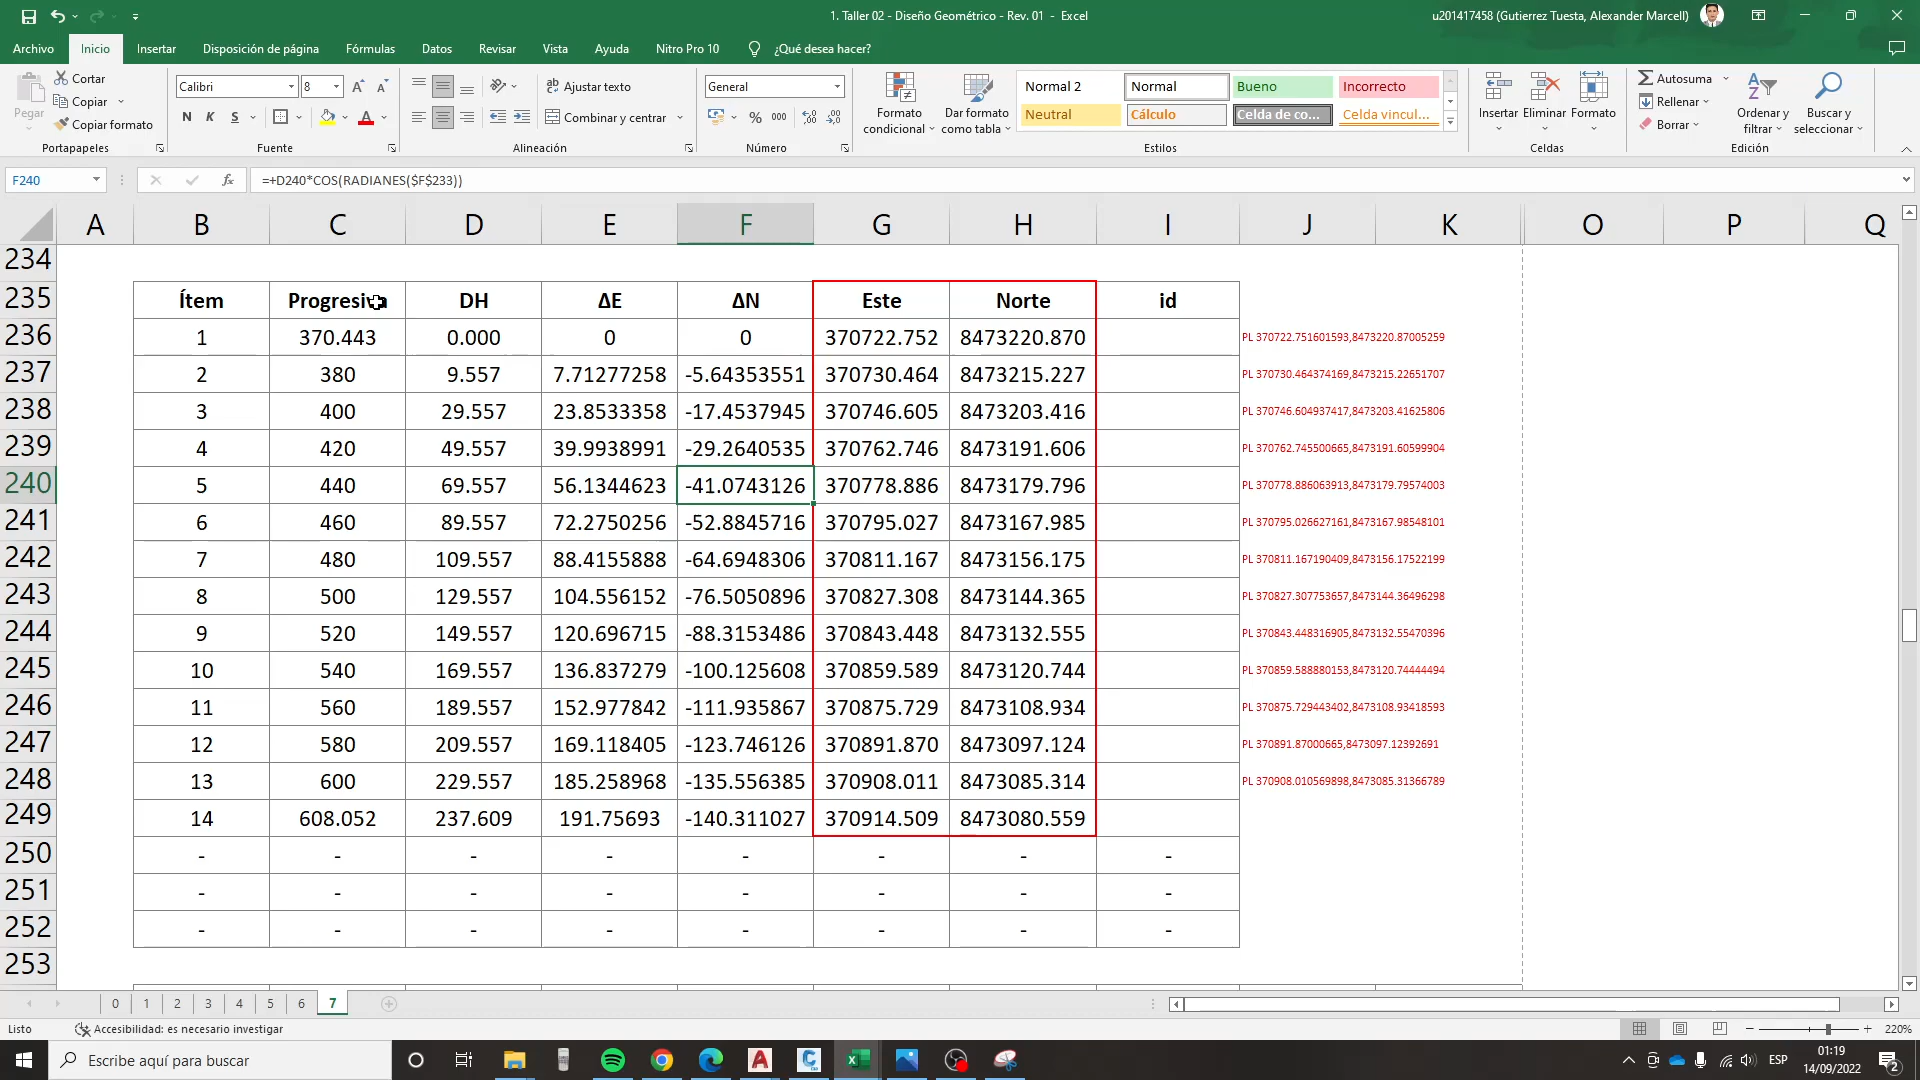 1. Taller 02 - Diseño Geométrico - Rev. 01 - Excel
u201417458 (Gutierrez Tuesta, Alexander Marcell)
Archivo Inicio Insertar Disposición de página Fórmulas Datos Revisar Vista Ayuda Nitro Pro 10 ¿Qué desea hacer?
Pegar
Cortar
Copiar
Copiar formato
Portapapeles
Calibri 8
N K S
Fuente
Ajustar texto
Combinar y centrar
Alineación
General
% 000
Número
Formato condicional
Dar formato como tabla
Normal 2 Normal Bueno Incorrecto
Neutral Cálculo Celda de co... Celda vincul...
Estilos
Insertar Eliminar Formato
Celdas
Autosuma
Rellenar
Borrar
Ordenar y filtrar
Buscar y seleccionar
Edición
F240 fx =+D240*COS(RADIANES($F$233))
A B C D E F G H I J K O P Q
234
235 Ítem Progresiva DH ΔE ΔN Este Norte id
236 1 370.443 0.000 0 0 370722.752 8473220.870 PL 370722.751601593,8473220.87005259
237 2 380 9.557 7.71277258 -5.64353551 370730.464 8473215.227 PL 370730.464374169,8473215.22651707
238 3 400 29.557 23.8533358 -17.4537945 370746.605 8473203.416 PL 370746.604937417,8473203.41625806
239 4 420 49.557 39.9938991 -29.2640535 370762.746 8473191.606 PL 370762.745500665,8473191.60599904
240 5 440 69.557 56.1344623 -41.0743126 370778.886 8473179.796 PL 370778.886063913,8473179.79574003
241 6 460 89.557 72.2750256 -52.8845716 370795.027 8473167.985 PL 370795.026627161,8473167.98548101
242 7 480 109.557 88.4155888 -64.6948306 370811.167 8473156.175 PL 370811.167190409,8473156.17522199
243 8 500 129.557 104.556152 -76.5050896 370827.308 8473144.365 PL 370827.307753657,8473144.36496298
244 9 520 149.557 120.696715 -88.3153486 370843.448 8473132.555 PL 370843.448316905,8473132.55470396
245 10 540 169.557 136.837279 -100.125608 370859.589 8473120.744 PL 370859.588880153,8473120.74444494
246 11 560 189.557 152.977842 -111.935867 370875.729 8473108.934 PL 370875.729443402,8473108.93418593
247 12 580 209.557 169.118405 -123.746126 370891.870 8473097.124 PL 370891.87000665,8473097.12392691
248 13 600 229.557 185.258968 -135.556385 370908.011 8473085.314 PL 370908.010569898,8473085.31366789
249 14 608.052 237.609 191.75693 -140.311027 370914.509 8473080.559
250 - - - - - - - -
251 - - - - - - - -
252 - - - - - - - -
253
0 1 2 3 4 5 6 7
Listo Accesibilidad: es necesario investigar 220%
Escribe aquí para buscar
ESP
01:19
14/09/2022
2